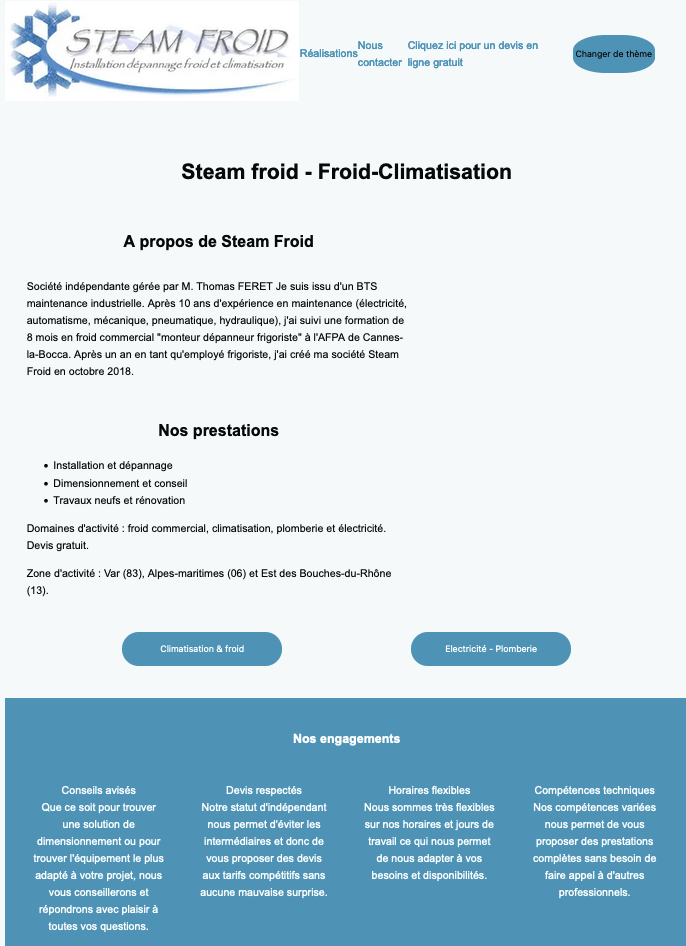 STEAM FROID
Installation dépannage froid et climatisation
Réalisations
Nous
contacter
Cliquez ici pour un devis en
ligne gratuit
Changer de thème
Steam froid - Froid-Climatisation
A propos de Steam Froid
Société indépendante gérée par M. Thomas FERET Je suis issu d'un BTS
maintenance industrielle. Après 10 ans d'expérience en maintenance (électricité,
automatisme, mécanique, pneumatique, hydraulique), j'ai suivi une formation de
8 mois en froid commercial "monteur dépanneur frigoriste" à l'AFPA de Cannes-
la-Bocca. Après un an en tant qu'employé frigoriste, j'ai créé ma société Steam
Froid en octobre 2018.
Nos prestations
• Installation et dépannage
• Dimensionnement et conseil
• Travaux neufs et rénovation
Domaines d'activité : froid commercial, climatisation, plomberie et électricité.
Devis gratuit.
Zone d'activité : Var (83), Alpes-maritimes (06) et Est des Bouches-du-Rhône
(13).
Climatisation & froid
Electricité - Plomberie
Nos engagements
Conseils avisés
Que ce soit pour trouver
une solution de
dimensionnement ou pour
trouver l'équipement le plus
adapté à votre projet, nous
vous conseillerons et
répondrons avec plaisir à
toutes vos questions.
Devis respectés
Notre statut d'indépendant
nous permet d'éviter les
intermédiaires et donc de
vous proposer des devis
aux tarifs compétitifs sans
aucune mauvaise surprise.
Horaires flexibles
Nous sommes très flexibles
sur nos horaires et jours de
travail ce qui nous permet
de nous adapter à vos
besoins et disponibilités.
Compétences techniques
Nos compétences variées
nous permet de vous
proposer des prestations
complètes sans besoin de
faire appel à d'autres
professionnels.